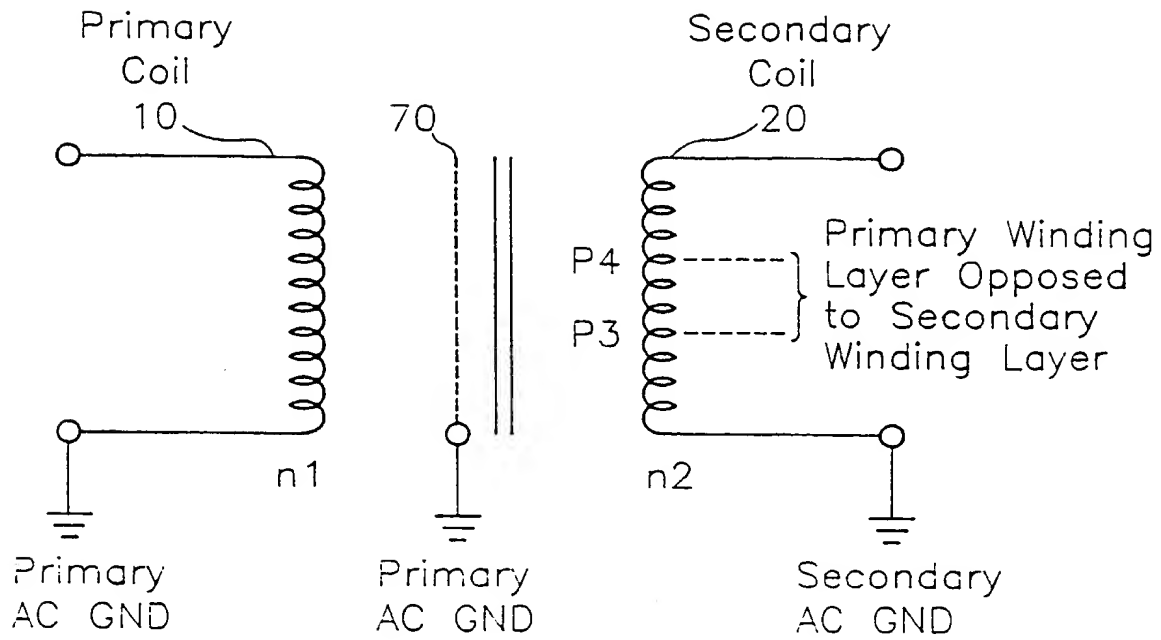 Primary
Coil
10
70
Secondary
Coil
20
P4
P3
Primary Winding
Layer Opposed
to Secondary
Winding Layer
n1
n2
Primary
AC GND
Primary
AC GND
Secondary
AC GND